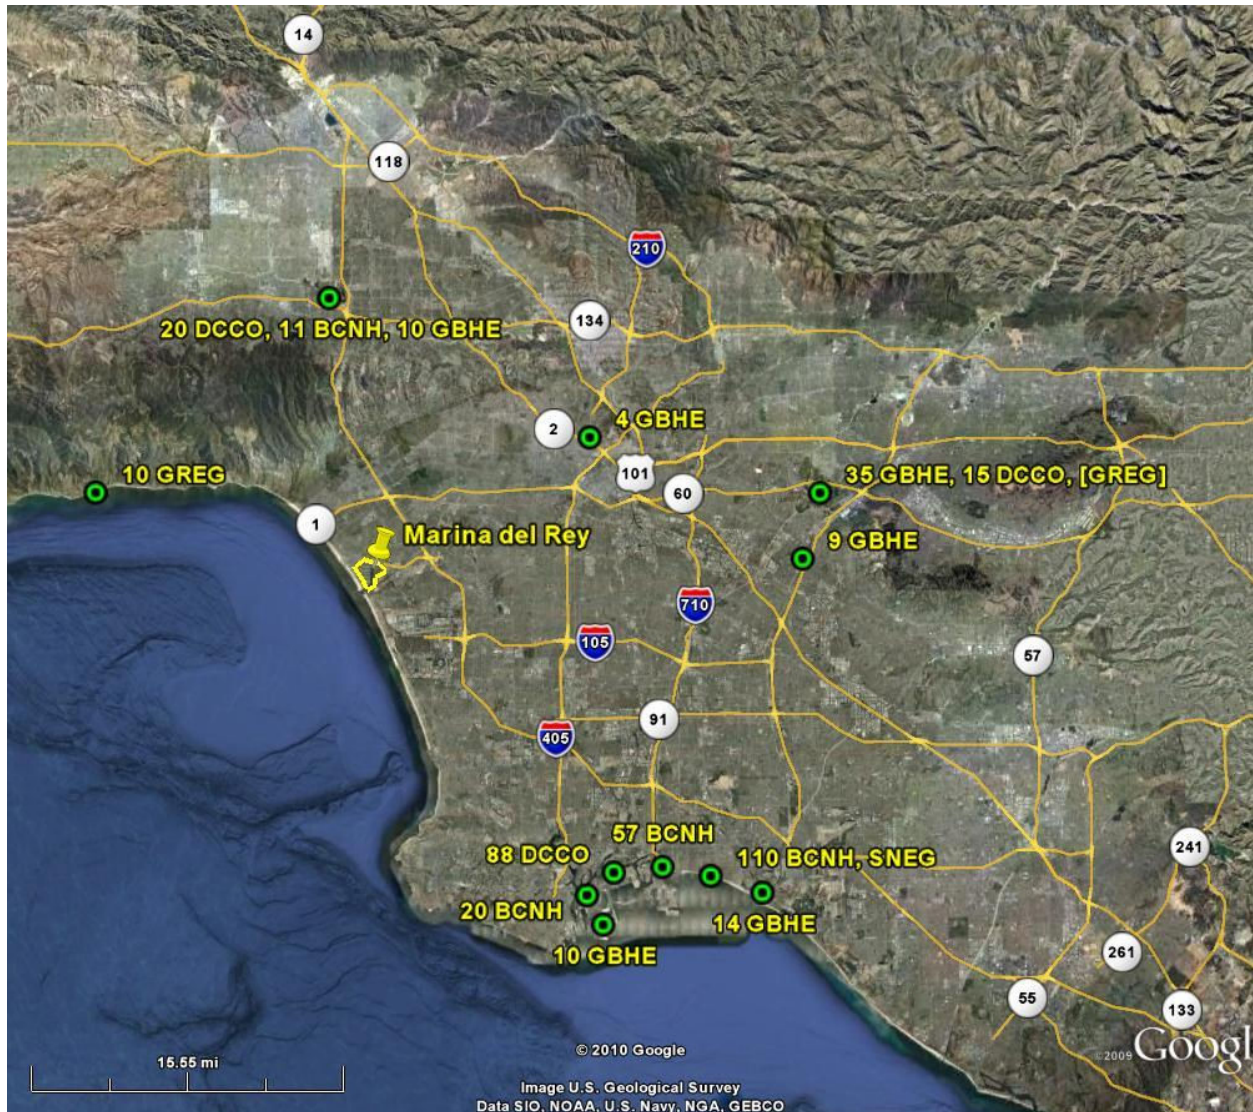 14
118
210
134
20 DCCO, 11 BCNH, 10 GBHE
4 GBHE
2
101
10 GREG
60
35 GBHE, 15 DCCO, [GREG]
1
Marina del Rey
9 GBHE
710
105
57
91
405
57 BCNH
88 DCCO
110 BCNH, SNEG
241
20 BCNH
14 GBHE
10 GBHE
261
55
133
15.55 mi
© 2010 Google
©2009 Googl
Image U.S. Geological Survey
Data SIO, NOAA, U.S. Navy, NGA, GEBCO